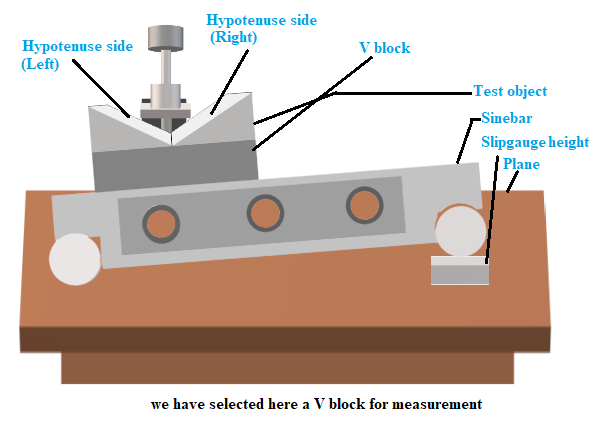 Hypotenuse side
(Right)
Hypotenuse side
(Left)
V block
Test object
Sinebar
Slipgauge height
Plane
we have selected here a V block for measurement